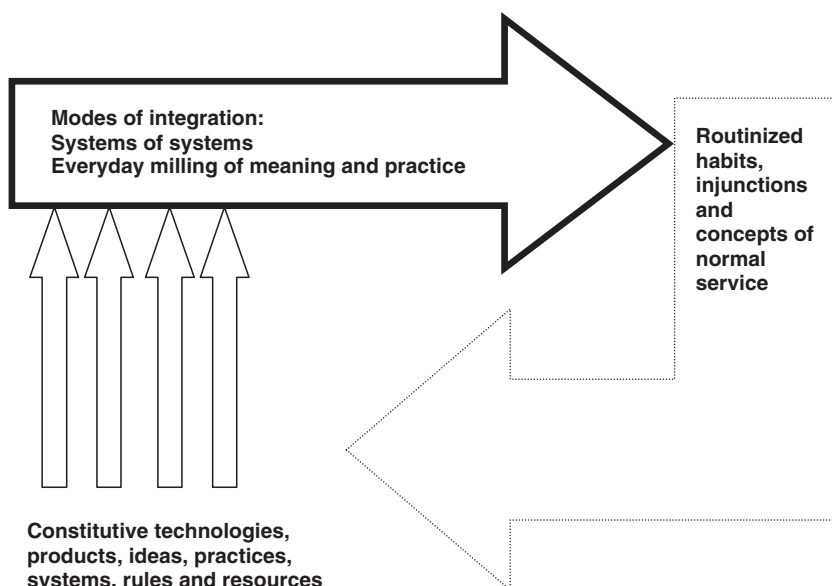 Modes of integration:
Systems of systems
Everyday milling of meaning and practice
Routinized
habits,
injunctions
and
concepts of
normal
service
Constitutive technologies,
products, ideas, practices,
systems, rules and resources